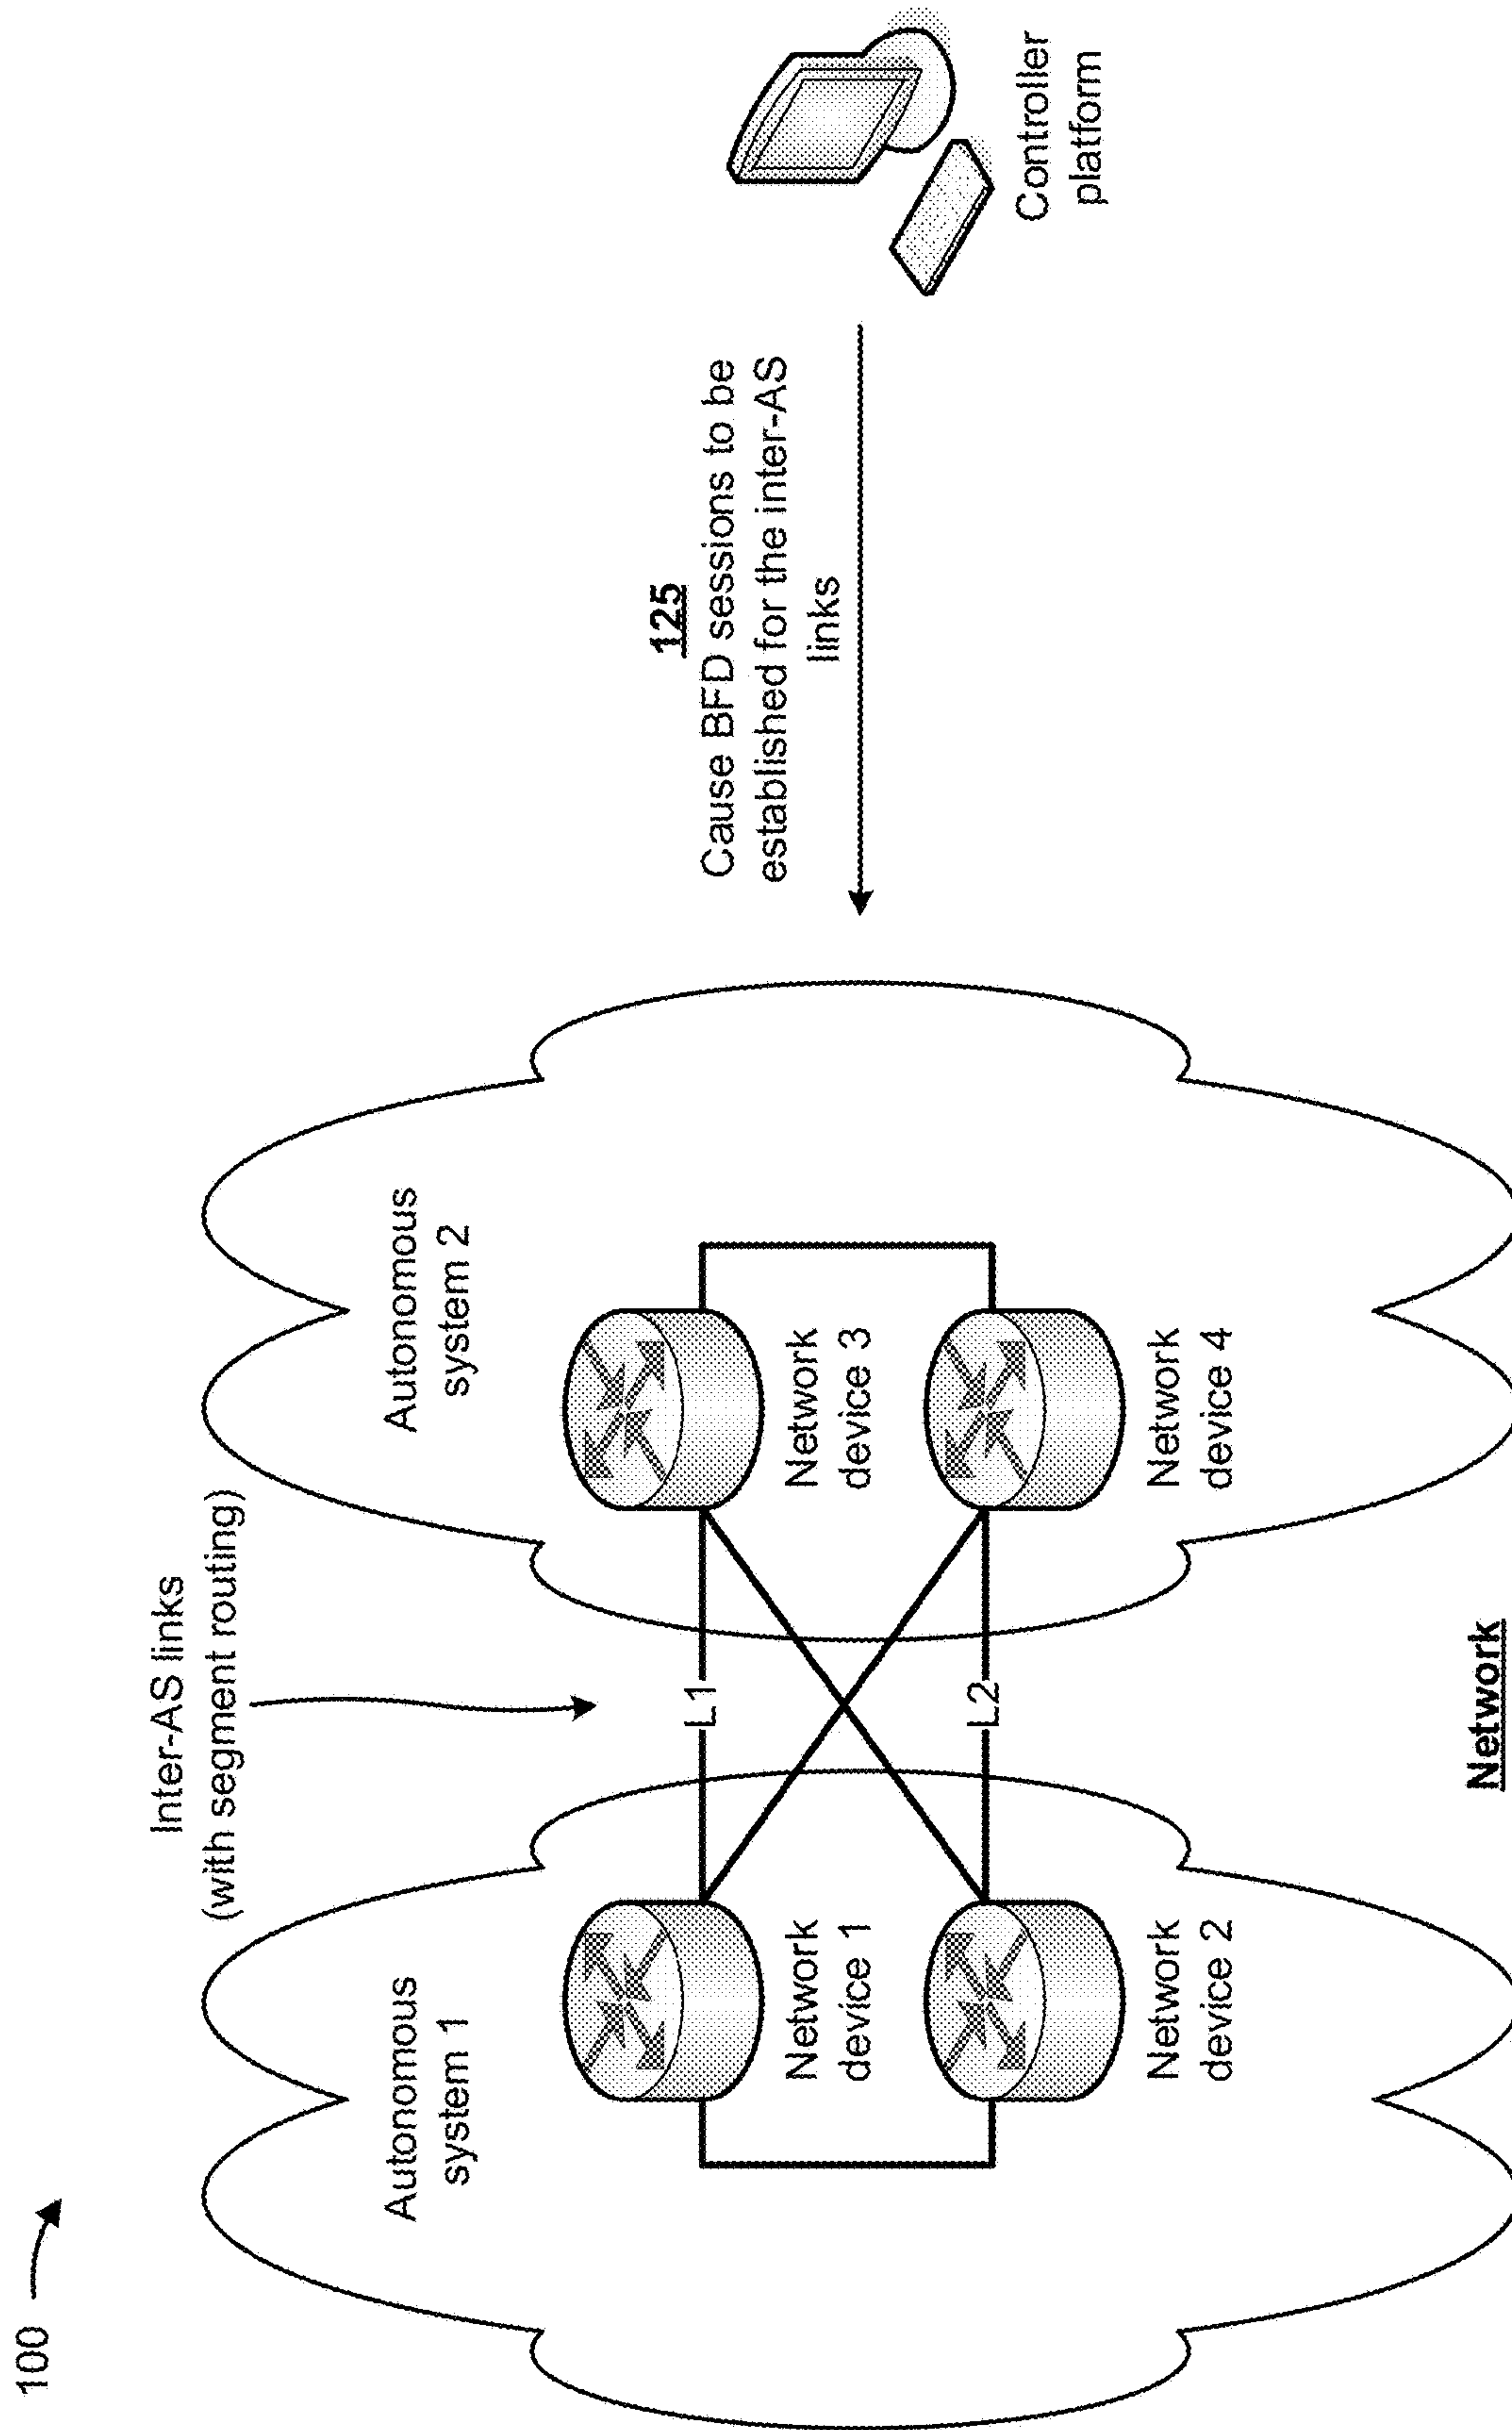 100
Inter-AS links
(with segment routing)
Autonomous
system 1
Autonomous
system 2
Network
device 1
L1
Network
device 3
Network
device 2
L2
Network
device 4
Network
125
Cause BFD sessions to be
established for the inter-AS
links
Controller
platform